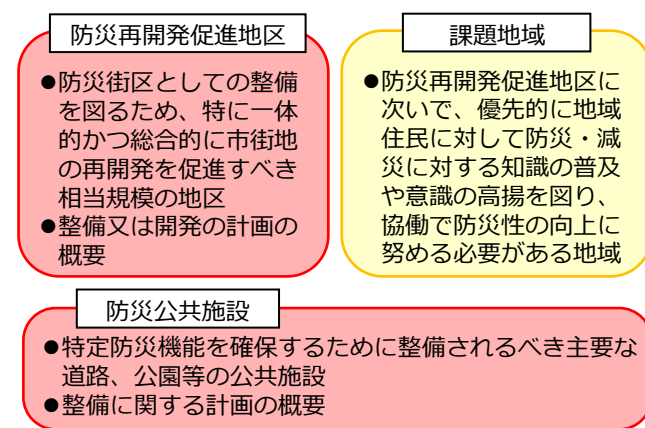 防災再開発促進地区
●防災街区としての整備
を図るため、特に一体
的かつ総合的に市街地
の再開発を促進すべき
相当規模の地区
●整備又は開発の計画の
概要
課題地域
●防災再開発促進地区に
次いで、優先的に地域
住民に対して防災・減
災に対する知識の普及
や意識の高揚を図り、
協働で防災性の向上に
努める必要がある地域
防災公共施設
●特定防災機能を確保するために整備されるべき主要な
道路、公園等の公共施設
●整備に関する計画の概要